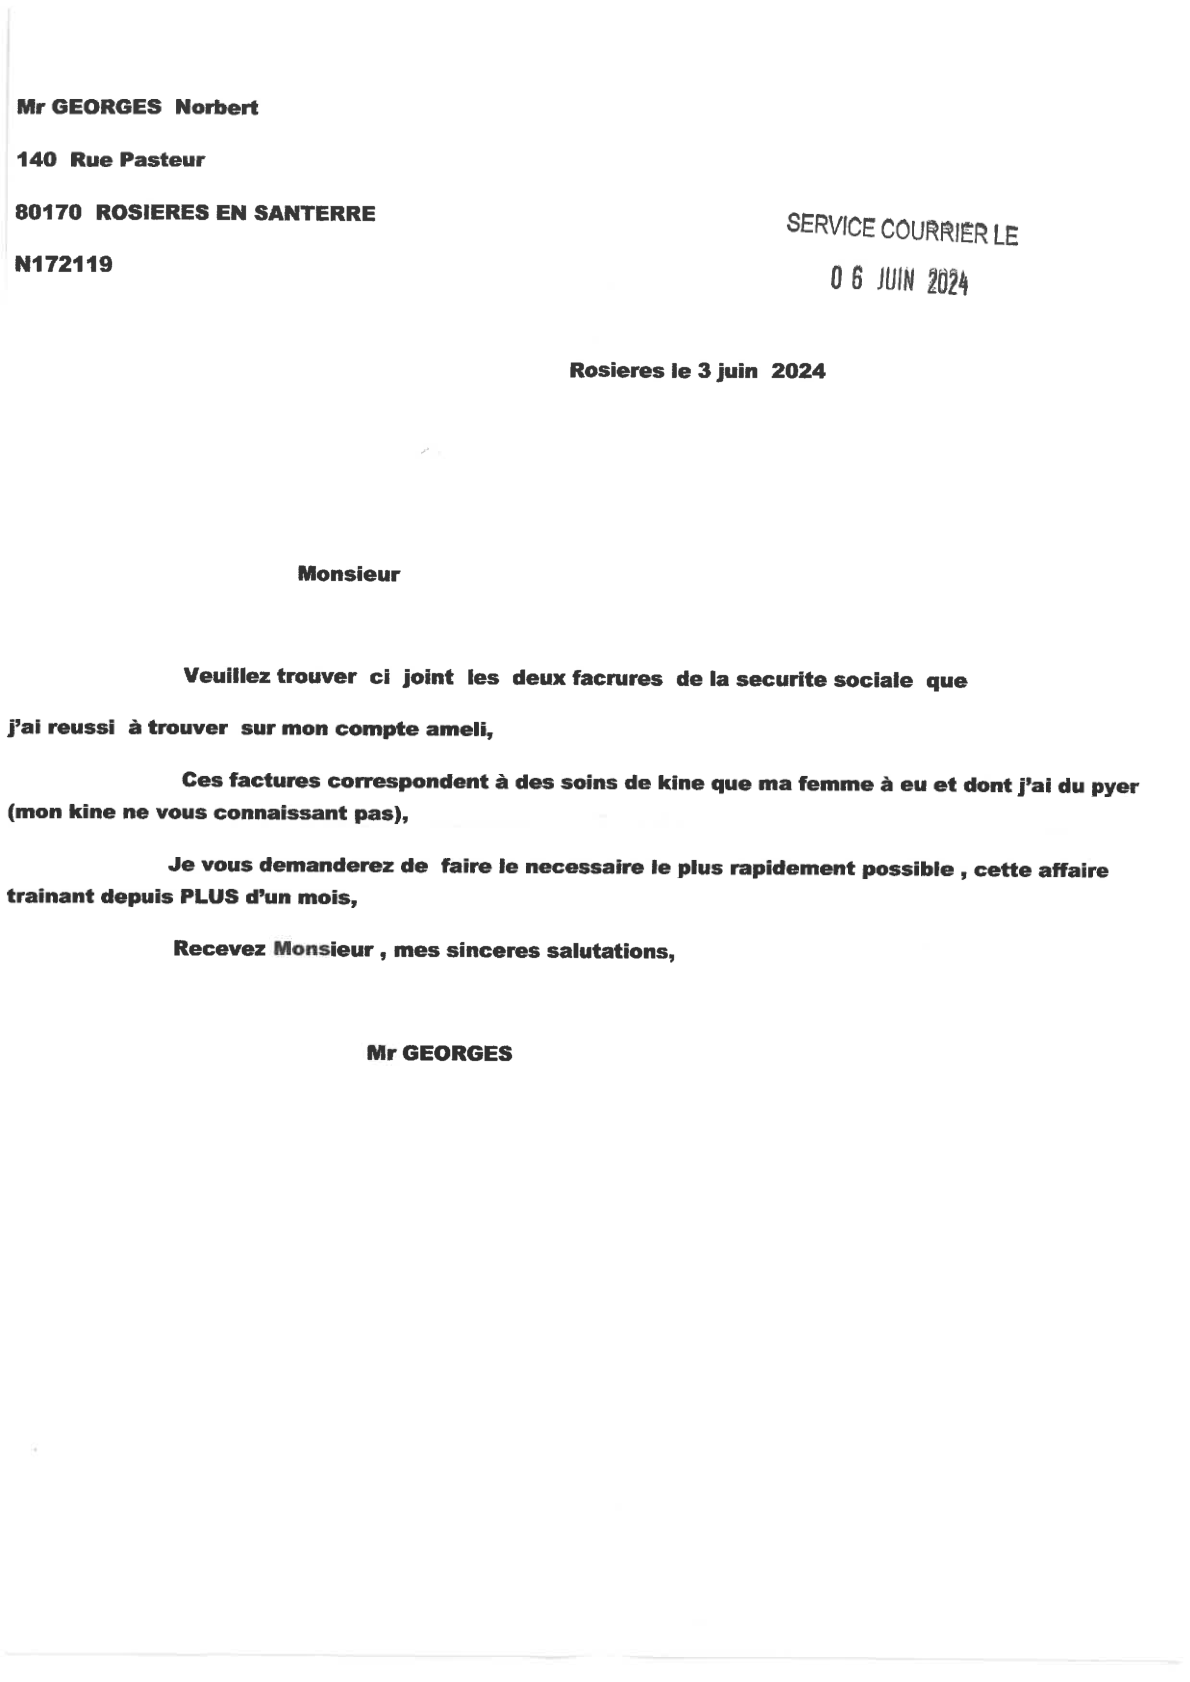 Mr GEORGES Norbert
140 Rue Pasteur
80170 ROSIERES EN SANTERRE
N172119
SERVICE COURRIER LE
06 JUIN 2024
Rosieres le 3 juin 2024
Monsieur
Veuillez trouver ci joint les deux facrures de la securite sociale que
j'ai reussi à trouver sur mon compte ameli,
Ces factures correspondent à des soins de kine que ma femme à eu et dont j'ai du pyer
(mon kine ne vous connaissant pas),
Je vous demanderez de faire le necessaire le plus rapidement possible , cette affaire
trainant depuis PLUS d'un mois,
Recevez Monsieur , mes sinceres salutations,
Mr GEORGES